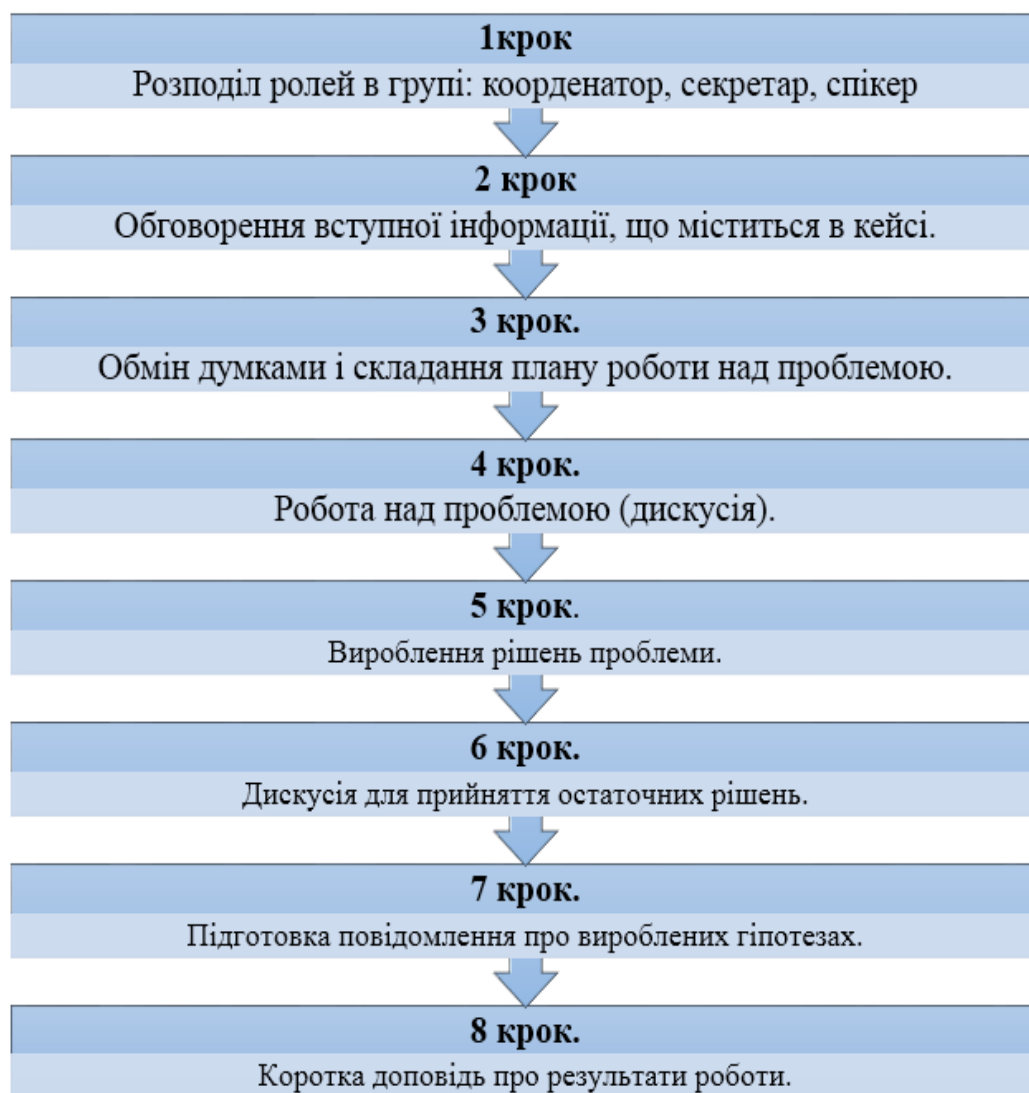 1крок
Розподіл ролей в групі: коорденатор, секретар, спікер
2 крок
Обговорення вступної інформації, що міститься в кейсі.
3 крок.
Обмін думками і складання плану роботи над проблемою.
4 крок.
Робота над проблемою (дискусія).
5 крок.
Вироблення рішень проблеми.
6 крок.
Дискусія для прийняття остаточних рішень.
7 крок.
Підготовка повідомлення про вироблених гіпотезах.
8 крок.
Коротка доповідь про результати роботи.